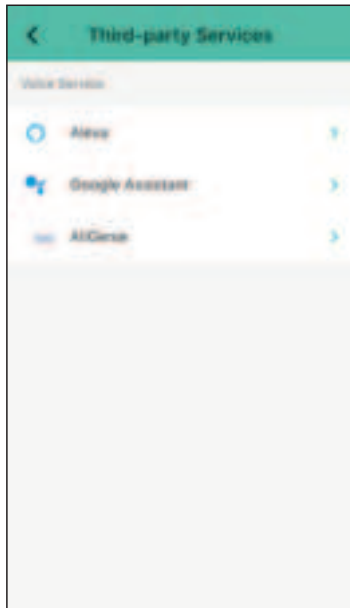 Third-party Services
Voice Service
Alexa
Google Assistant
AliGenie